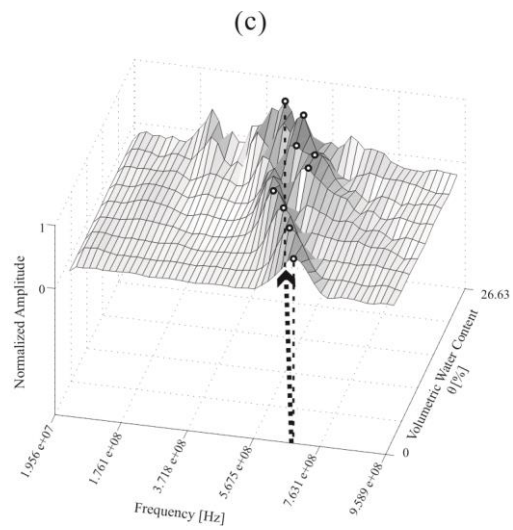 (c)
Normalized Amplitude
1
0
1.956 e+07
1.761 e+08
3.718 e+08
5.675 e+08
7.631 e+08
9.589 e+08
Frequency [Hz]
0
Volumetric Water Content
θ [%]
26.63